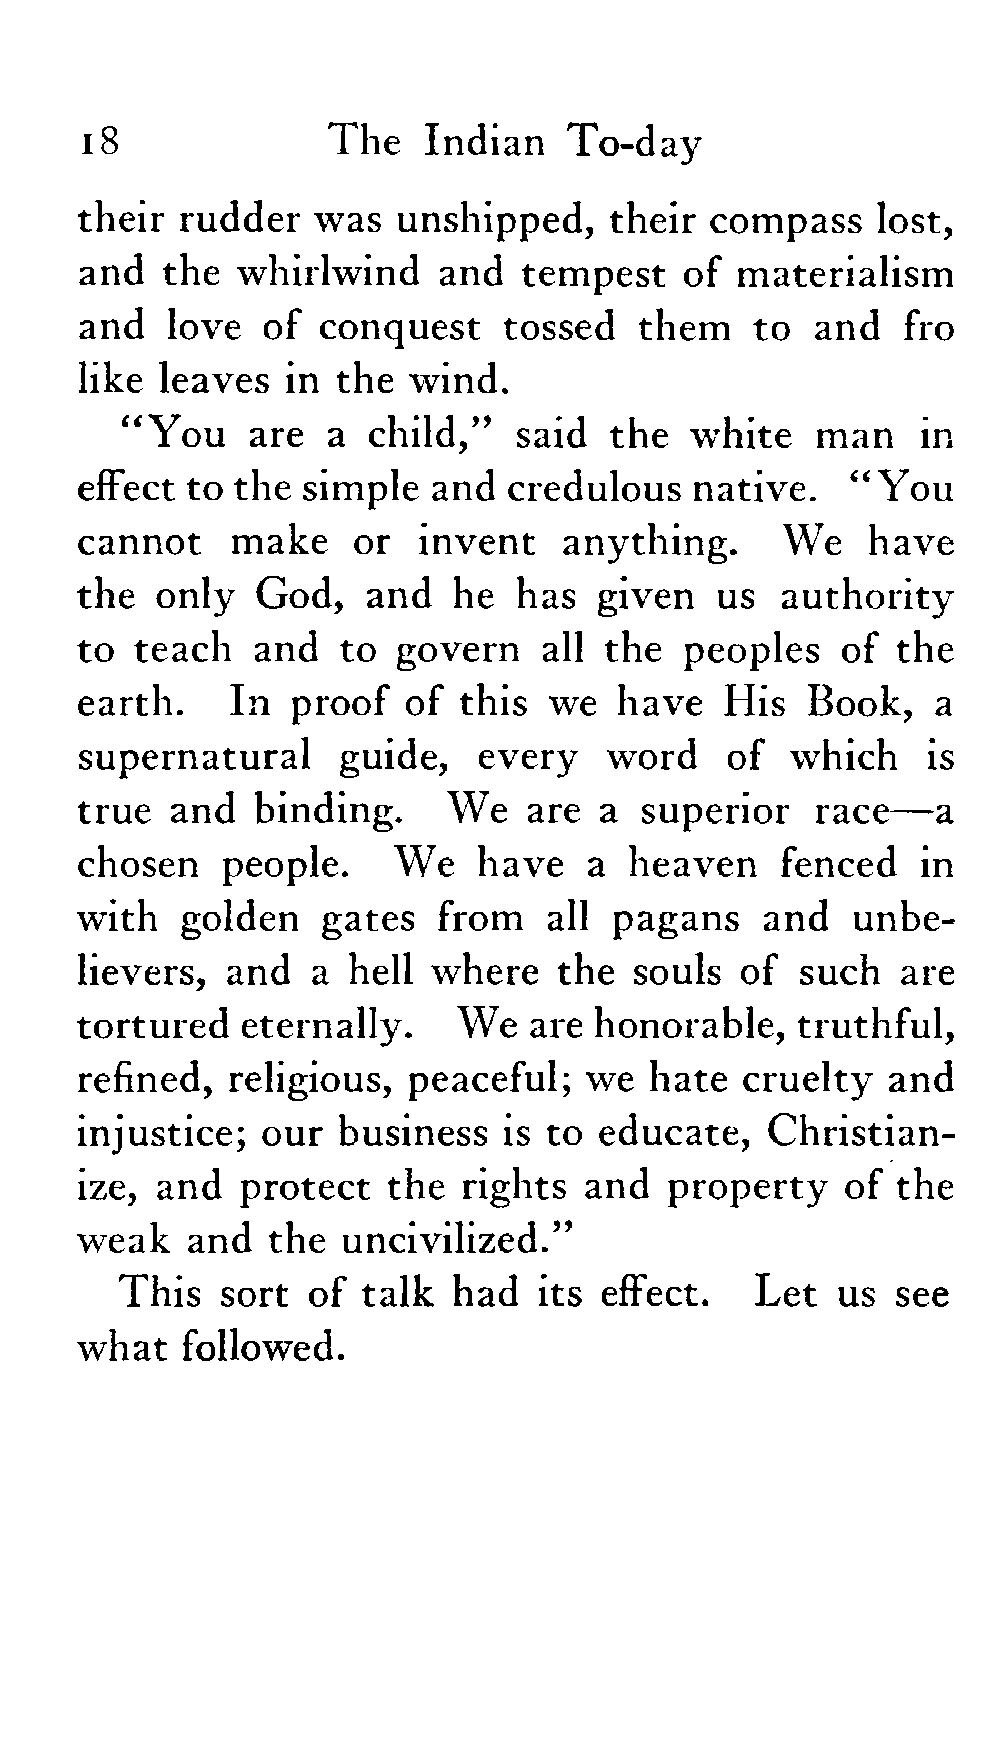 18 The Indian To-day
their rudder was unshipped, their compass lost,
and the whirlwind and tempest of materialism
and love of conquest tossed them to and fro
like leaves in the wind.
"You are a child," said the white man in
effect to the simple and credulous native. "You
cannot make or invent anything. We have
the only God, and he has given us authority
to teach and to govern all the peoples of the
earth. In proof of this we have His Book, a
supernatural guide, every word of which is
true and binding. We are a superior race—a
chosen people. We have a heaven fenced in
with golden gates from all pagans and unbe-
lievers, and a hell where the souls of such are
tortured eternally. We are honorable, truthful,
refined, religious, peaceful; we hate cruelty and
injustice; our business is to educate, Christian-
ize, and protect the rights and property of the
weak and the uncivilized."
This sort of talk had its effect. Let us see
what followed.